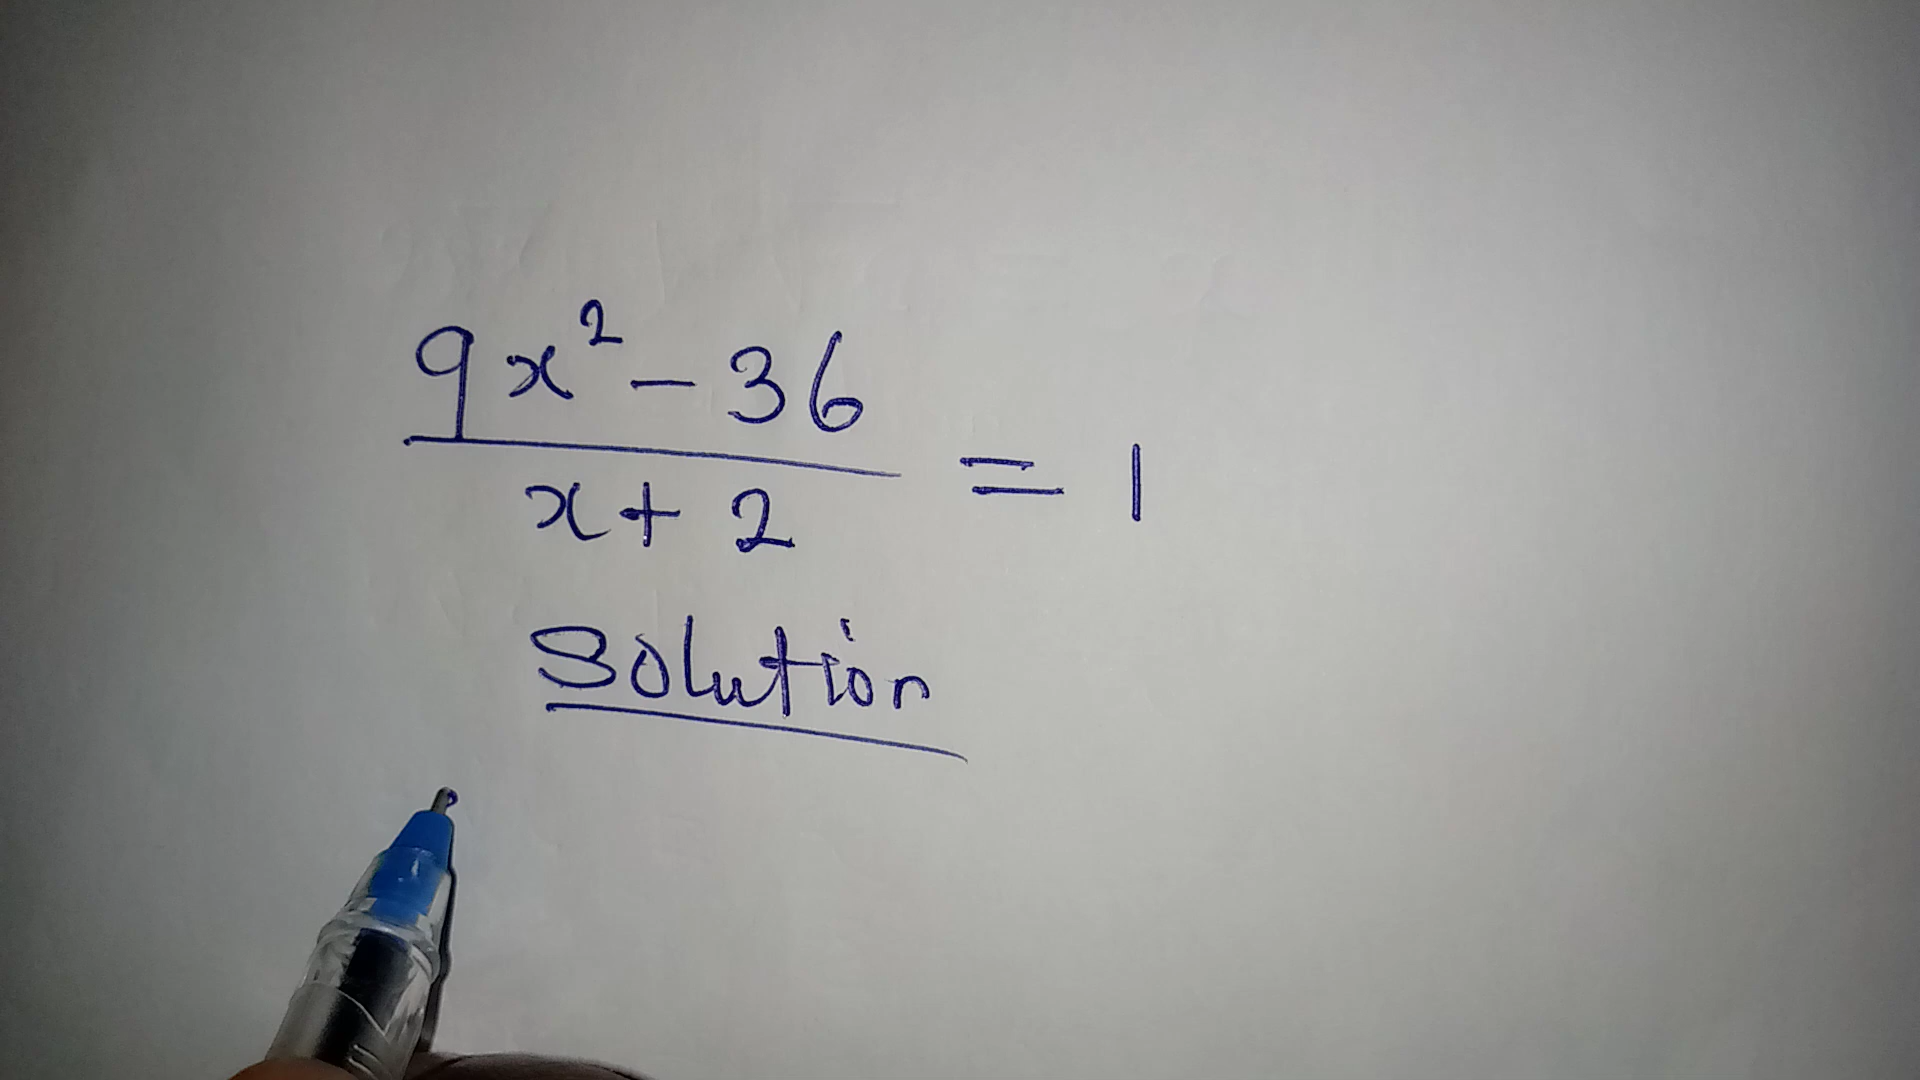 9x² - 36
x + 2
= 1
Solution